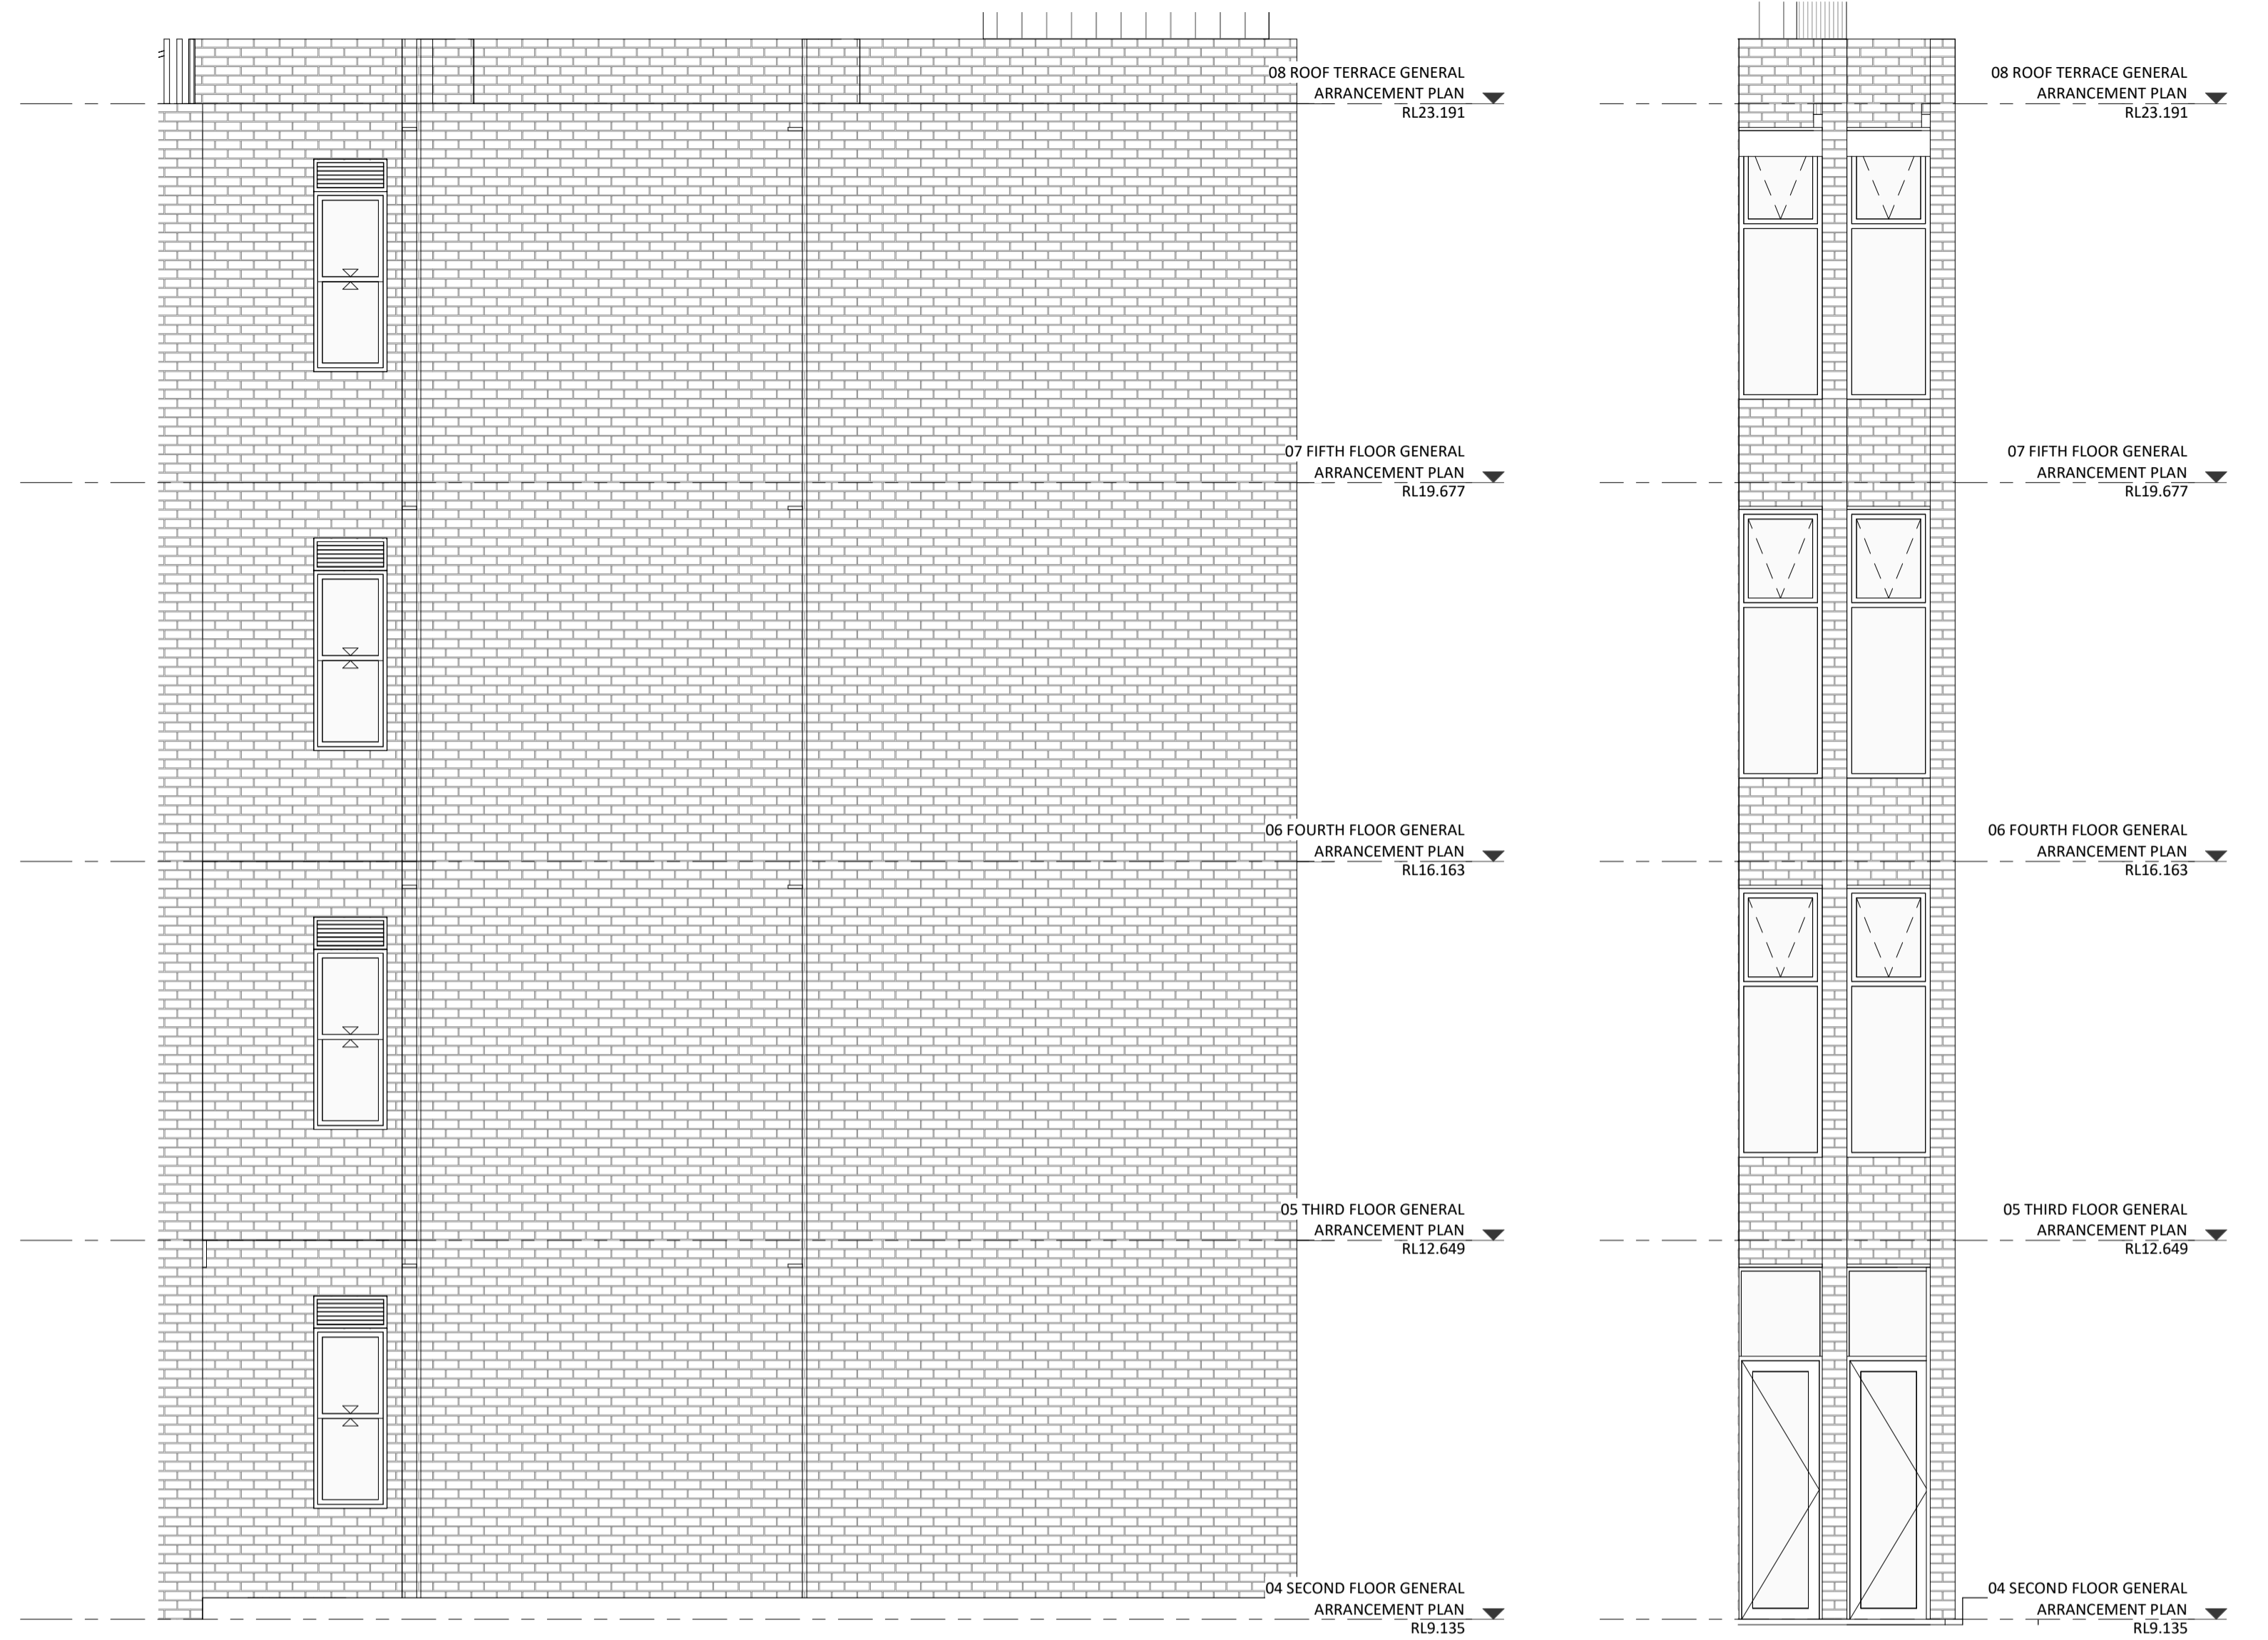 08 ROOF TERRACE GENERAL
ARRANCEMENT PLAN
RL23.191
07 FIFTH FLOOR GENERAL
ARRANCEMENT PLAN
RL19.677
06 FOURTH FLOOR GENERAL
ARRANCEMENT PLAN
RL16.163
05 THIRD FLOOR GENERAL
ARRANCEMENT PLAN
RL12.649
04 SECOND FLOOR GENERAL
ARRANCEMENT PLAN
RL9.135
08 ROOF TERRACE GENERAL
ARRANCEMENT PLAN
RL23.191
07 FIFTH FLOOR GENERAL
ARRANCEMENT PLAN
RL19.677
06 FOURTH FLOOR GENERAL
ARRANCEMENT PLAN
RL16.163
05 THIRD FLOOR GENERAL
ARRANCEMENT PLAN
RL12.649
04 SECOND FLOOR GENERAL
ARRANCEMENT PLAN
RL9.135